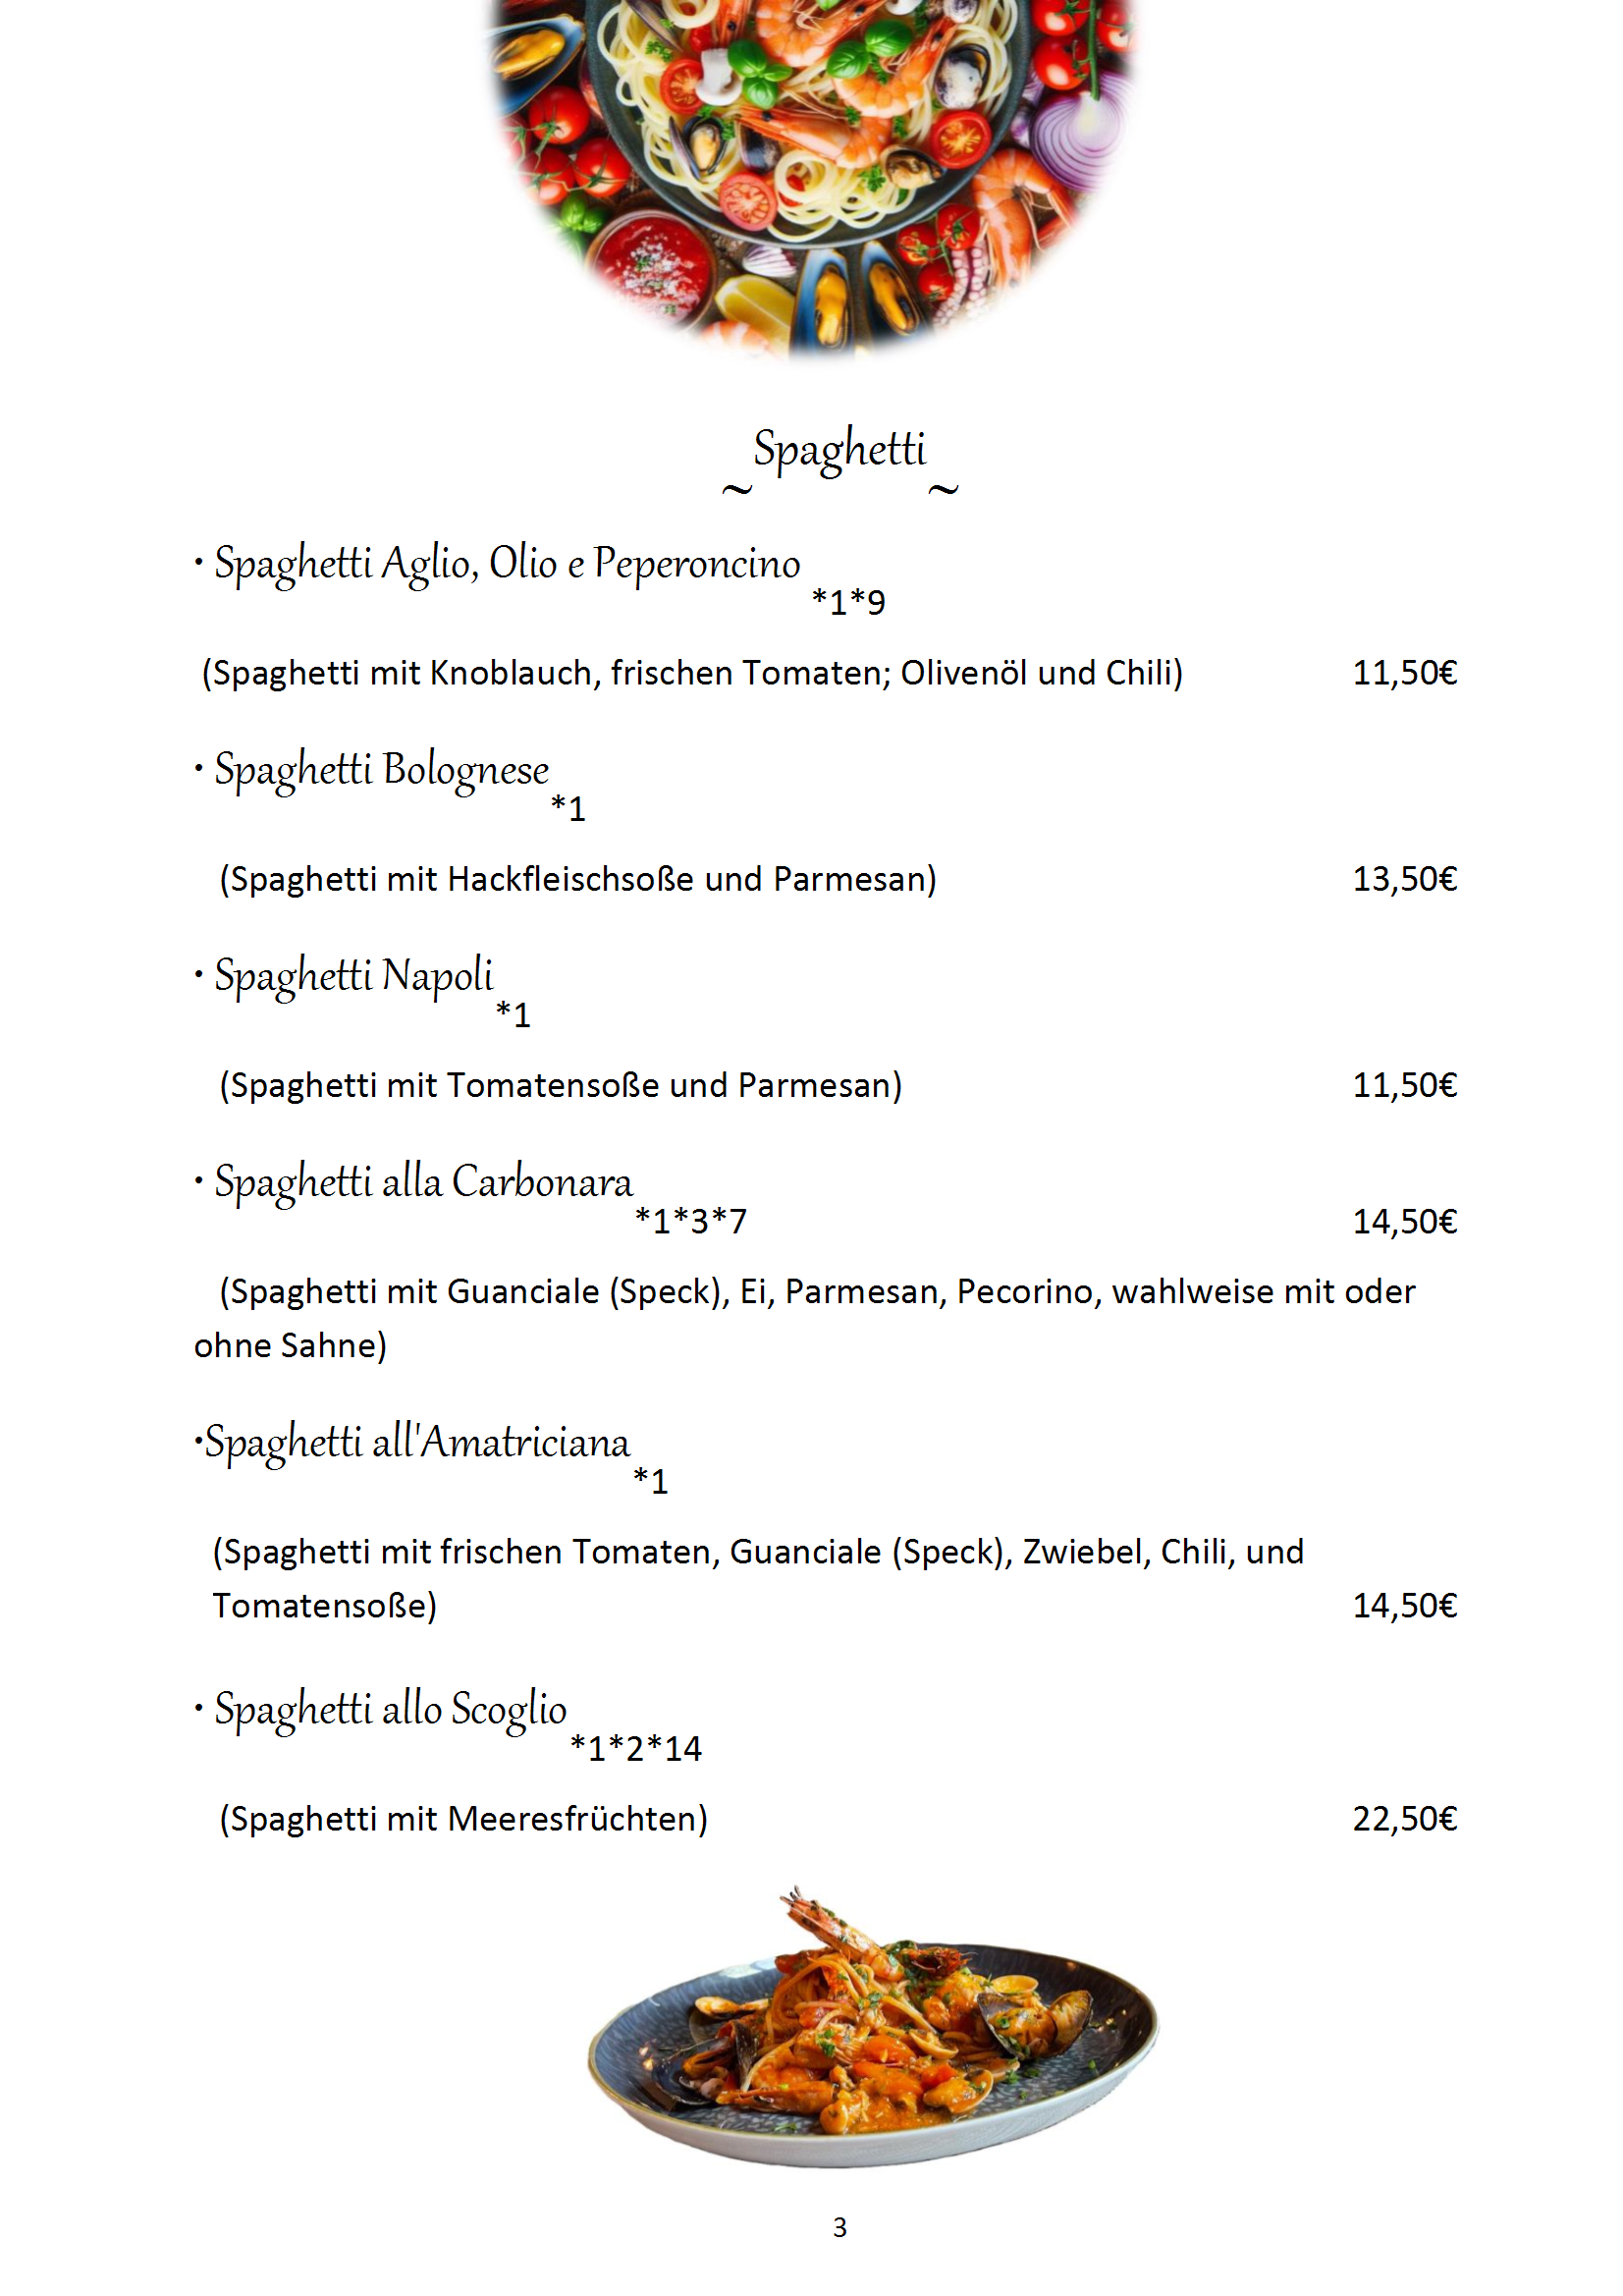 ~Spaghetti~
• Spaghetti Aglio, Olio e Peperoncino *1*9
(Spaghetti mit Knoblauch, frischen Tomaten; Olivenöl und Chili) 11,50€
• Spaghetti Bolognese*1
(Spaghetti mit Hackfleischsoße und Parmesan) 13,50€
• Spaghetti Napoli*1
(Spaghetti mit Tomatensoße und Parmesan) 11,50€
• Spaghetti alla Carbonara*1*3*7 14,50€
(Spaghetti mit Guanciale (Speck), Ei, Parmesan, Pecorino, wahlweise mit oder
ohne Sahne)
•Spaghetti all'Amatriciana*1
(Spaghetti mit frischen Tomaten, Guanciale (Speck), Zwiebel, Chili, und
Tomatensoße) 14,50€
• Spaghetti allo Scoglio*1*2*14
(Spaghetti mit Meeresfrüchten) 22,50€
3